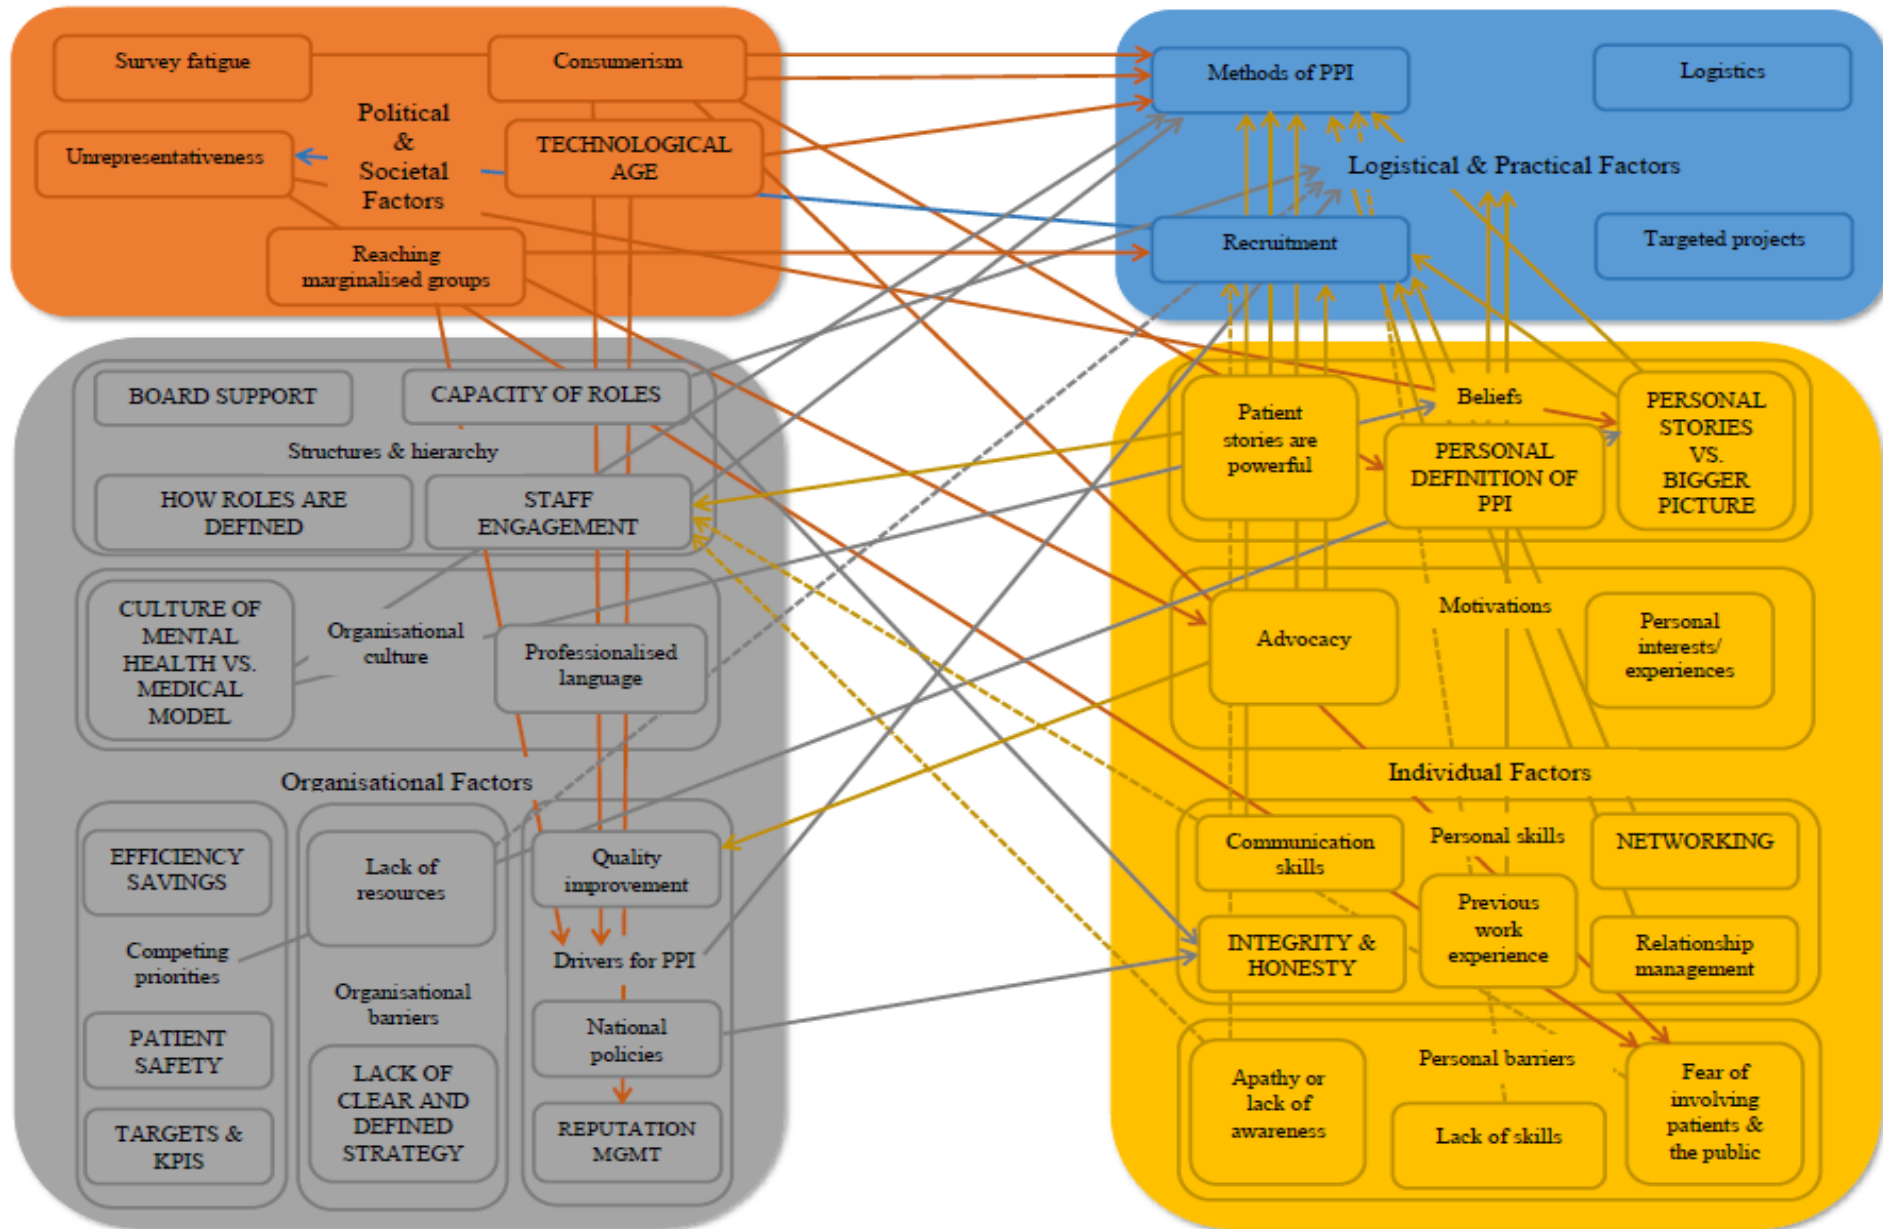 Survey fatigue
Consumerism
Political
&
Societal
Factors
Unrepresentativeness
TECHNOLOGICAL
AGE
Reaching
marginalised groups
Methods of PPI
Logistics
Logistical & Practical Factors
Recruitment
Targeted projects
BOARD SUPPORT
CAPACITY OF ROLES
Structures & hierarchy
HOW ROLES ARE
DEFINED
STAFF
ENGAGEMENT
CULTURE OF
MENTAL
HEALTH VS.
MEDICAL
MODEL
Organisational
culture
Professionalised
language
Organisational Factors
EFFICIENCY
SAVINGS
Competing
priorities
PATIENT
SAFETY
TARGETS &
KPIS
Lack of
resources
Organisational
barriers
LACK OF
CLEAR AND
DEFINED
STRATEGY
Quality
improvement
Drivers for PPI
National
policies
REPUTATION
MGMT
Patient
stories are
powerful
Beliefs
PERSONAL
DEFINITION OF
PPI
PERSONAL
STORIES
VS.
BIGGER
PICTURE
Advocacy
Motivations
Personal
interests/
experiences
Individual Factors
Communication
skills
Personal skills
NETWORKING
INTEGRITY &
HONESTY
Previous
work
experience
Relationship
management
Apathy or
lack of
awareness
Personal barriers
Lack of skills
Fear of
involving
patients &
the public